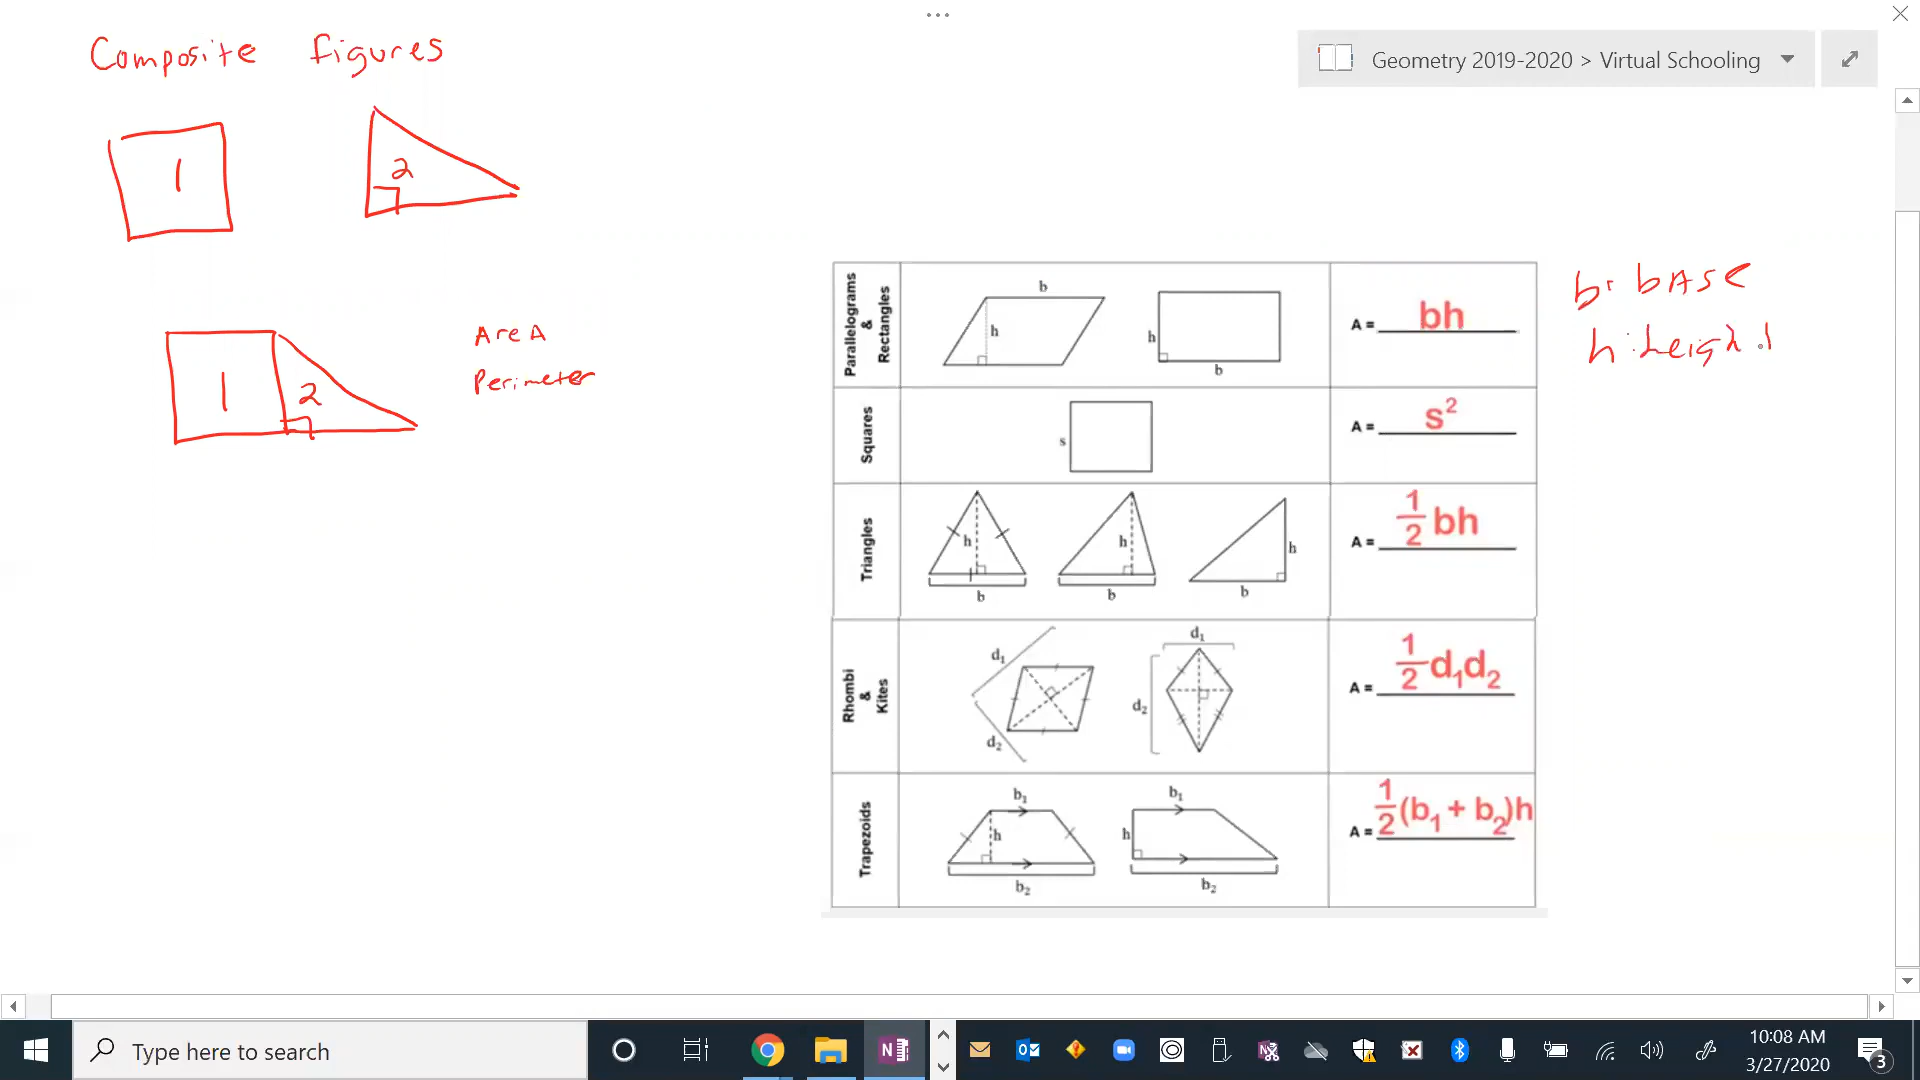 Composite figures
Geometry 2019-2020 > Virtual Schooling
1
2
1
2
AreA
Perimeter
b: bASE
h: heigh
Parallelograms & Rectangles
b
h
h
b
A = bh
Squares
s
A = s²
Triangles
h
b
h
b
h
b
A = 1/2 bh
Rhombi & Kites
d₁
d₂
d₁
d₂
A = 1/2 d₁d₂
Trapezoids
b₁
h
b₂
b₁
h
b₂
A = 1/2 (b₁ + b₂)h
Type here to search
10:08 AM
3/27/2020
3